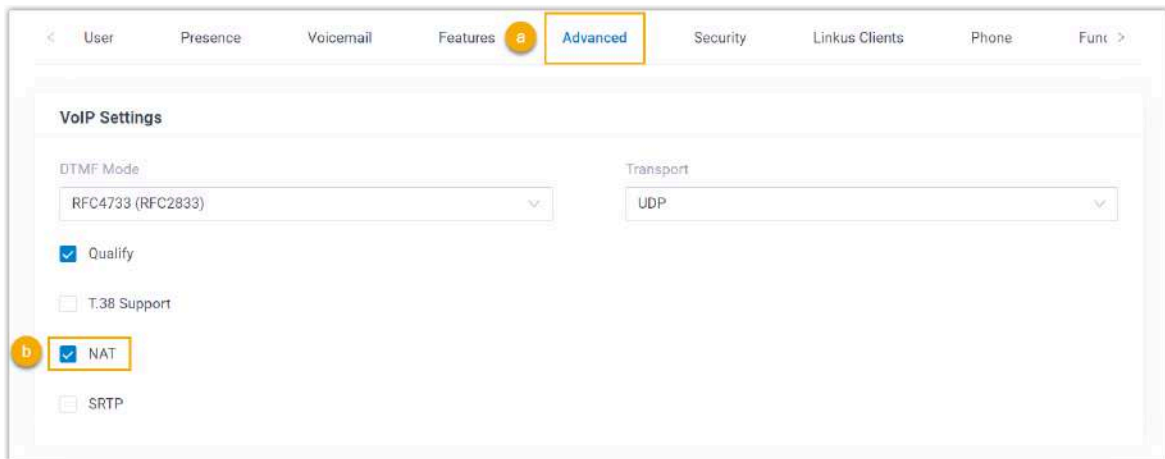 < User Presence Voicemail Features a Advanced Security Linkus Clients Phone Func >
VoIP Settings
DTMF Mode Transport
RFC4733 (RFC2833) UDP
Qualify
T.38 Support
b NAT
SRTP